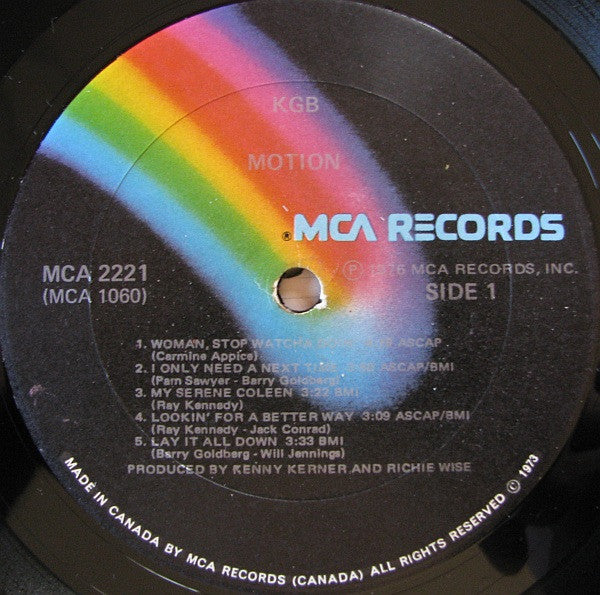 KGB
MOTION
® MCA RECORDS
MCA 2221
(MCA 1060)
Ⓟ 1976 MCA RECORDS, INC.
SIDE 1
1. WOMAN, STOP ASCAP
(Carmine Appice)
2. I ONLY NEED A NEXT TIME ASCAP/BMI
(Pam Sawyer - Barry Goldberg)
3. MY SERENE COLEEN 3:22 BMI
(Ray Kennedy)
4. LOOKIN' FOR A BETTER WAY 3:09 ASCAP/BMI
(Ray Kennedy - Jack Conrad)
5. LAY IT ALL DOWN 3:33 BMI
(Barry Goldberg - Will Jennings)
PRODUCED BY KENNY KERNER AND RICHIE WISE
MADE IN CANADA BY MCA RECORDS (CANADA) ALL RIGHTS RESERVED © 1973